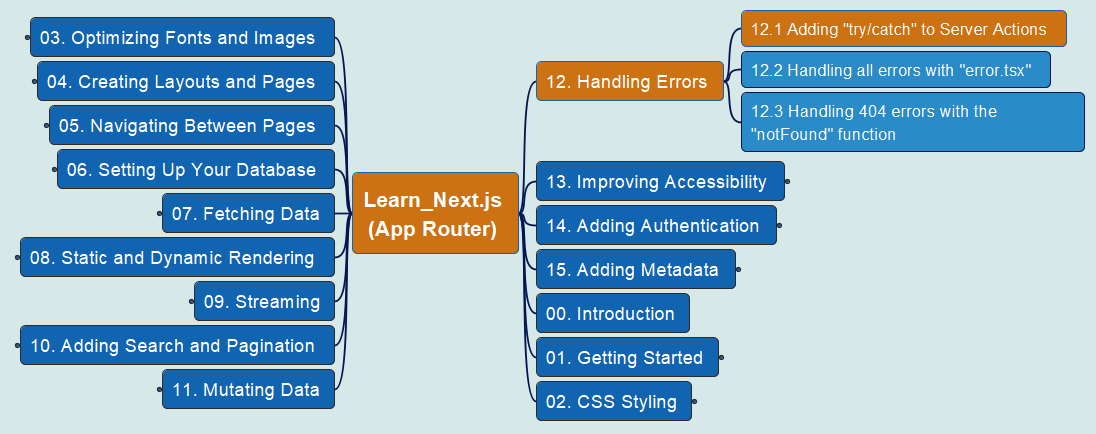 03. Optimizing Fonts and Images
04. Creating Layouts and Pages
05. Navigating Between Pages
06. Setting Up Your Database
07. Fetching Data
08. Static and Dynamic Rendering
09. Streaming
10. Adding Search and Pagination
11. Mutating Data
Learn_Next.js
(App Router)
12. Handling Errors
12.1 Adding "try/catch" to Server Actions
12.2 Handling all errors with "error.tsx"
12.3 Handling 404 errors with the
"notFound" function
13. Improving Accessibility
14. Adding Authentication
15. Adding Metadata
00. Introduction
01. Getting Started
02. CSS Styling